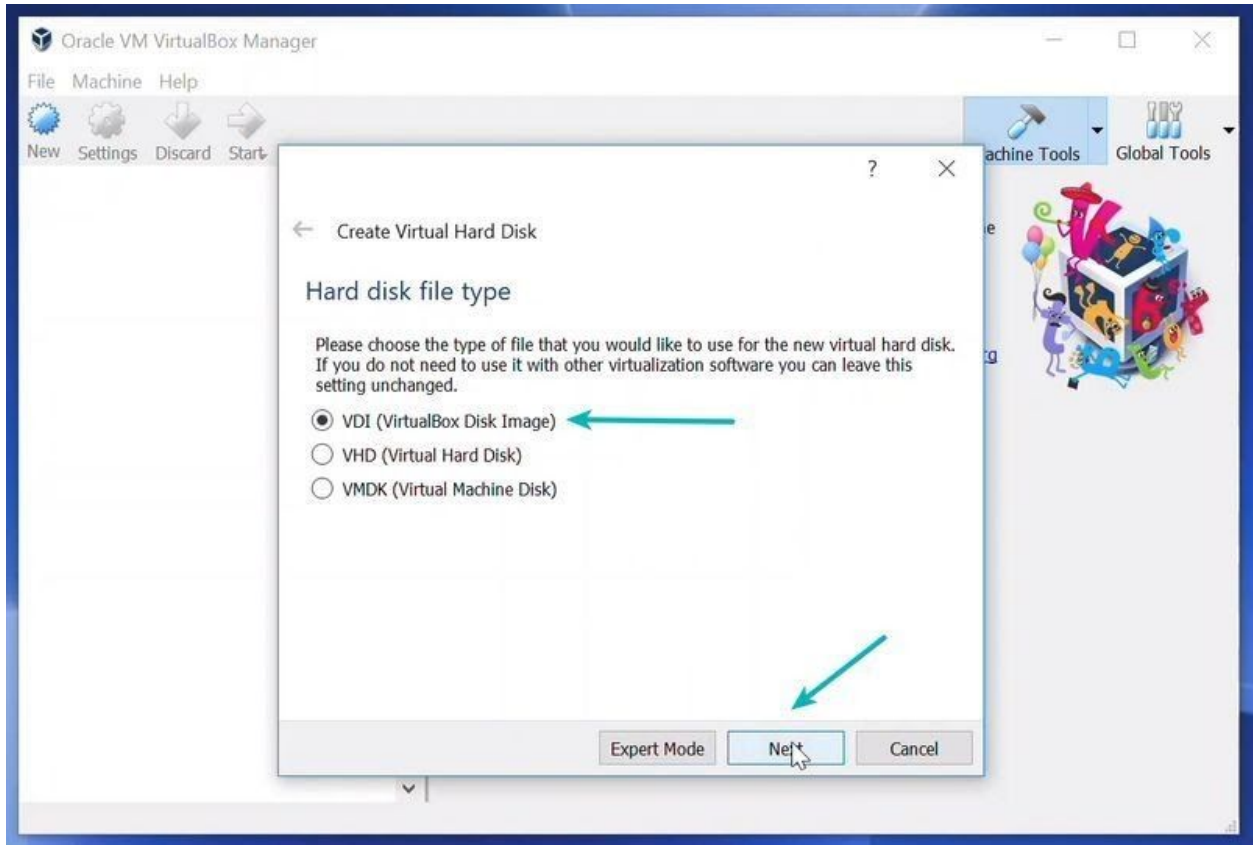 Oracle VM VirtualBox Manager
File Machine Help
New Settings Discard Start
achine Tools Global Tools
?
Create Virtual Hard Disk
e
Hard disk file type
Please choose the type of file that you would like to use for the new virtual hard disk.
If you do not need to use it with other virtualization software you can leave this
rg
setting unchanged.
VDI (VirtualBox Disk Image)
VHD (Virtual Hard Disk)
VMDK (Virtual Machine Disk)
Expert Mode Next Cancel